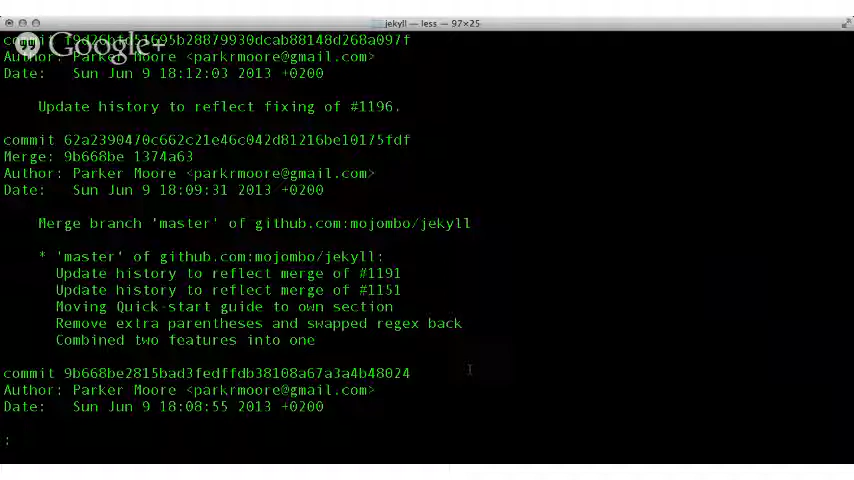 jekyll — less — 97×25
commit f9d26bfd51695b28879930dcab88148d268a097f
Google+
Author: Parker Moore <parkrmoore@gmail.com>
Date: Sun Jun 9 18:12:03 2013 +0200
Update history to reflect fixing of #1196.
commit 62a2390470c662c21e46c042d81216be10175fdf
Merge: 9b668be 1374a63
Author: Parker Moore <parkrmoore@gmail.com>
Date: Sun Jun 9 18:09:31 2013 +0200
Merge branch 'master' of github.com:mojombo/jekyll
* 'master' of github.com:mojombo/jekyll:
Update history to reflect merge of #1191
Update history to reflect merge of #1151
Moving Quick-start guide to own section
Remove extra parentheses and swapped regex back
Combined two features into one
commit 9b668be2815bad3fedffdb38108a67a3a4b48024
Author: Parker Moore <parkrmoore@gmail.com>
Date: Sun Jun 9 18:08:55 2013 +0200
: